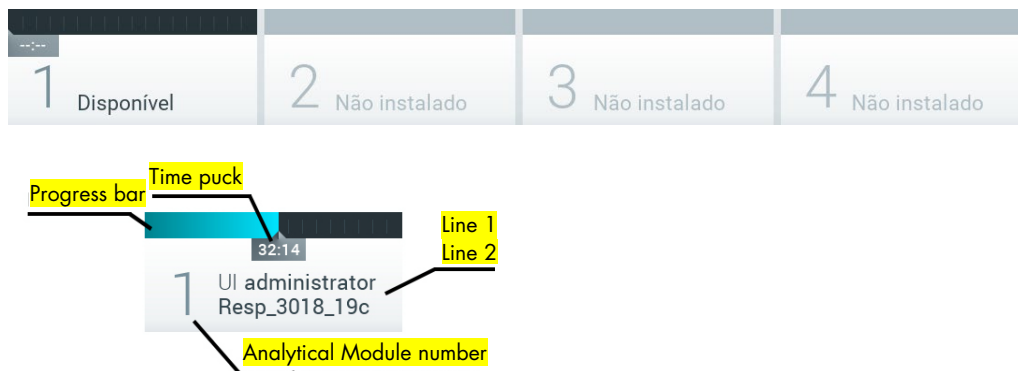 --:--
1 Disponível
2 Não instalado
3 Não instalado
4 Não instalado
Time puck
Progress bar
Line 1
Line 2
32:14
1 UI administrator
Resp_3018_19c
Analytical Module number